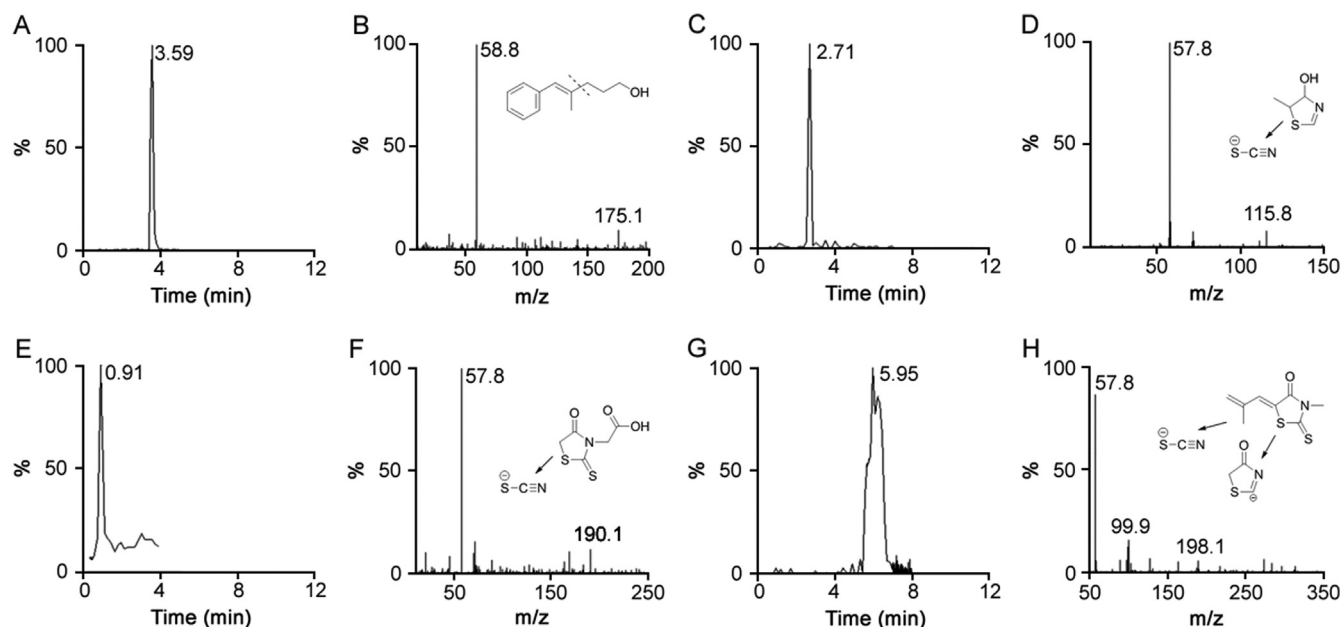 A
100
50
0
%
3.59
0
4
8
12
Time (min)
B
100
50
0
%
58.8
OH
175.1
50
100
150
200
m/z
C
100
50
0
%
2.71
0
4
8
12
Time (min)
D
100
50
0
%
57.8
OH
N
S
⊖
S—C≡N
115.8
50
100
150
m/z
E
100
50
0
%
0.91
0
4
8
12
Time (min)
F
100
50
0
%
57.8
O
O
OH
N
S
S
⊖
S—C≡N
190.1
50
150
250
m/z
G
100
50
0
%
5.95
0
4
8
12
Time (min)
H
100
50
0
%
57.8
O
N
S
S
⊖
S—C≡N
O
N
S
C
⊖
99.9
198.1
50
150
250
350
m/z